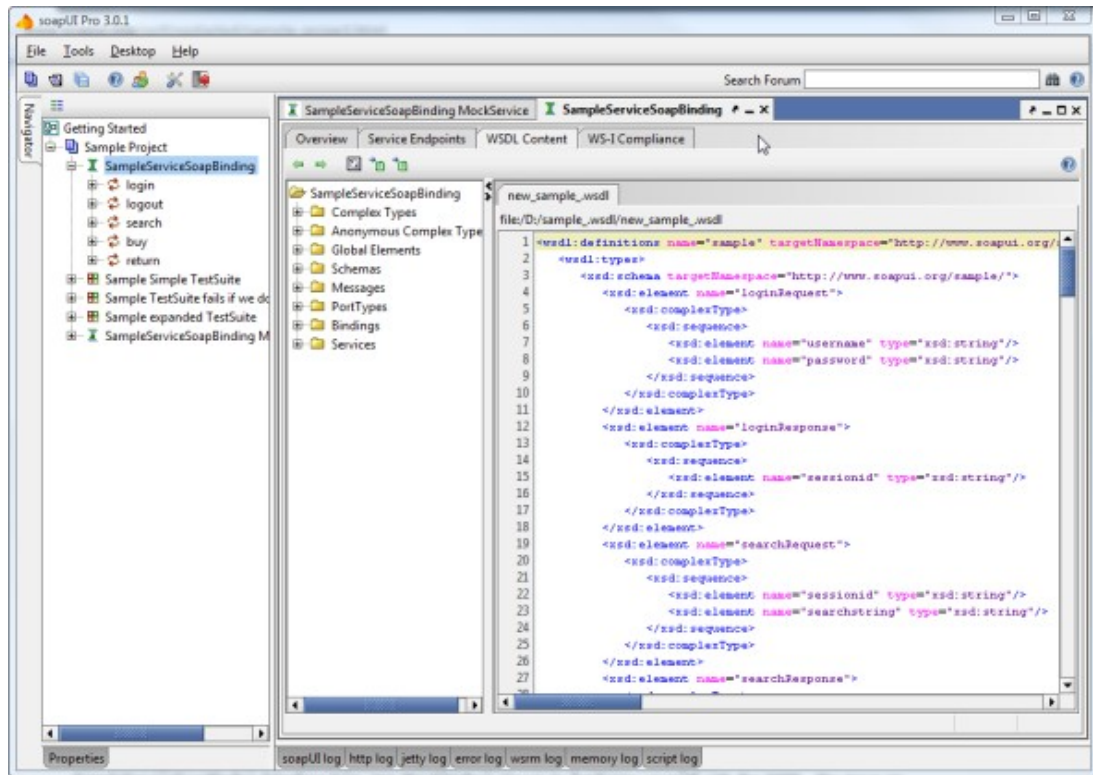 soapUI Pro 3.0.1
File Tools Desktop Help
Search Forum
Navigator
Getting Started
Sample Project
SampleServiceSoapBinding
login
logout
search
buy
return
Sample Simple TestSuite
Sample TestSuite fails if we do
Sample expanded TestSuite
SampleServiceSoapBinding M
Properties
SampleServiceSoapBinding MockService
SampleServiceSoapBinding
Overview
Service Endpoints
WSDL Content
WS-I Compliance
SampleServiceSoapBinding
Complex Types
Anonymous Complex Type
Global Elements
Schemas
Messages
PortTypes
Bindings
Services
new_sample_.wsdl
file:/D:/sample_.wsdl/new_sample_.wsdl
1 <wsdl:definitions name="sample" targetNamespace="http://www.soapui.org/
2 <wsdl:types>
3 <xsd:schema targetNamespace="http://www.soapui.org/sample/">
4 <xsd:element name="loginRequest">
5 <xsd:complexType>
6 <xsd:sequence>
7 <xsd:element name="username" type="xsd:string"/>
8 <xsd:element name="password" type="xsd:string"/>
9 </xsd:sequence>
10 </xsd:complexType>
11 </xsd:element>
12 <xsd:element name="loginResponse">
13 <xsd:complexType>
14 <xsd:sequence>
15 <xsd:element name="sessionid" type="xsd:string"/>
16 </xsd:sequence>
17 </xsd:complexType>
18 </xsd:element>
19 <xsd:element name="searchRequest">
20 <xsd:complexType>
21 <xsd:sequence>
22 <xsd:element name="sessionid" type="xsd:string"/>
23 <xsd:element name="searchstring" type="xsd:string"/>
24 </xsd:sequence>
25 </xsd:complexType>
26 </xsd:element>
27 <xsd:element name="searchResponse">
soapUI log
http log
jetty log
error log
wsrm log
memory log
script log